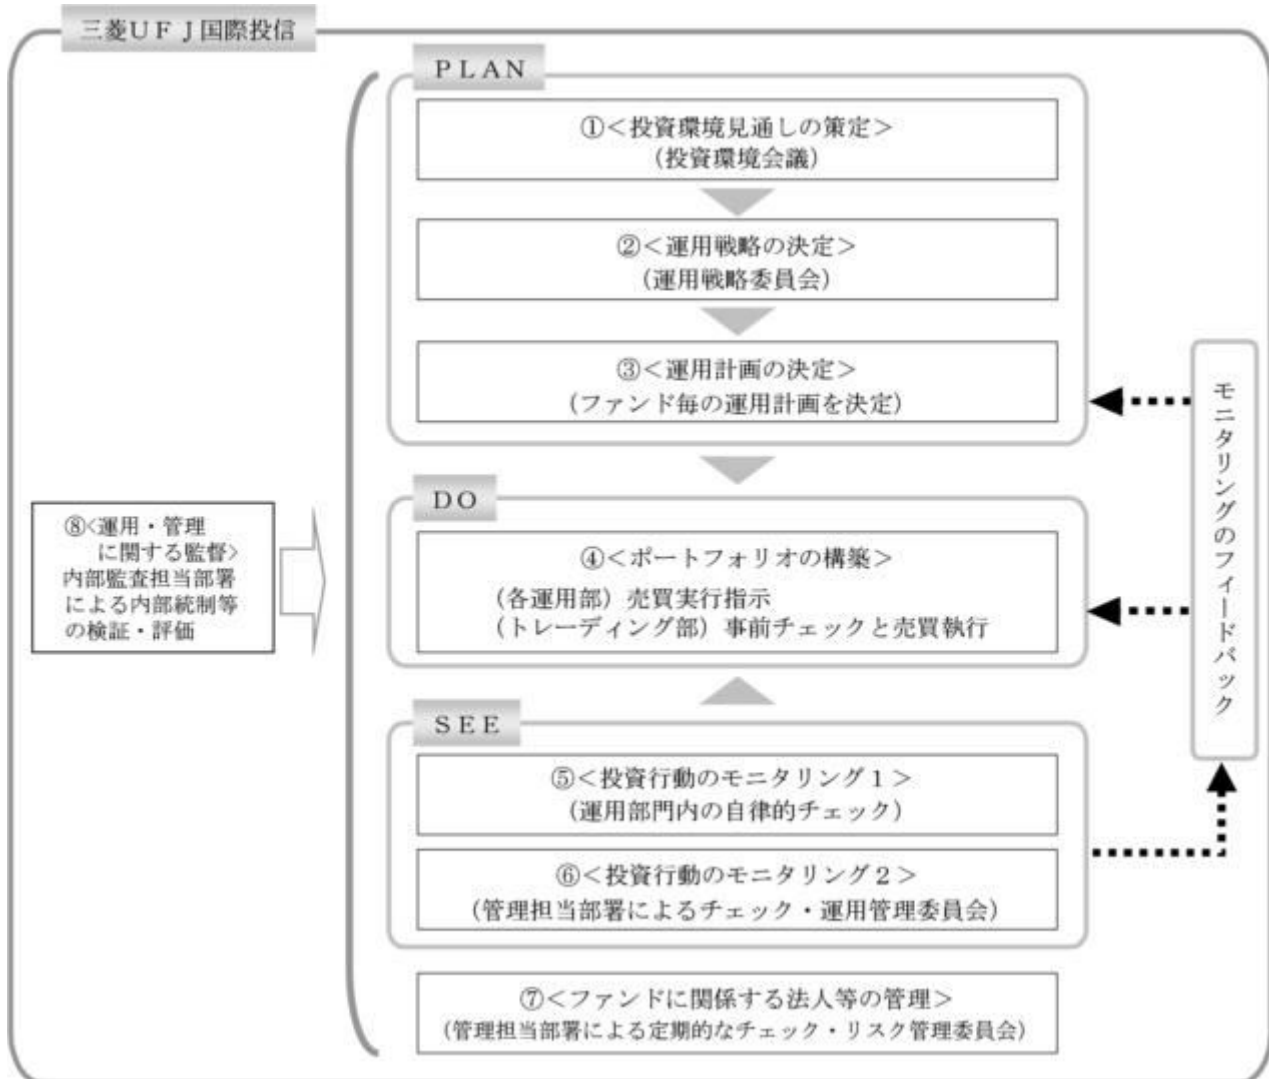 三菱ＵＦＪ国際投信
ＰＬＡＮ
①＜投資環境見通しの策定＞
（投資環境会議）
②＜運用戦略の決定＞
（運用戦略委員会）
③＜運用計画の決定＞
（ファンド毎の運用計画を決定）
ＤＯ
④＜ポートフォリオの構築＞
（各運用部）売買実行指示
（トレーディング部）事前チェックと売買執行
ＳＥＥ
⑤＜投資行動のモニタリング１＞
（運用部門内の自律的チェック）
⑥＜投資行動のモニタリング２＞
（管理担当部署によるチェック・運用管理委員会）
⑦＜ファンドに関係する法人等の管理＞
（管理担当部署による定期的なチェック・リスク管理委員会）
⑧<運用・管理
に関する監督>
内部監査担当部署
による内部統制等
の検証・評価
モニタリングのフィードバック